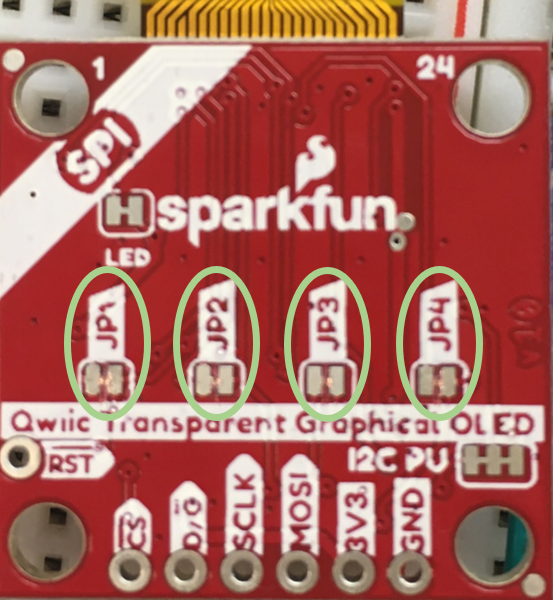 1
24
SPI
sparkfun
LED
JP1
JP2
JP3
JP4
Qwiic Transparent Graphical OLED
RST
I2C PU
CS
D/C
SCLK
MOSI
3V3
GND